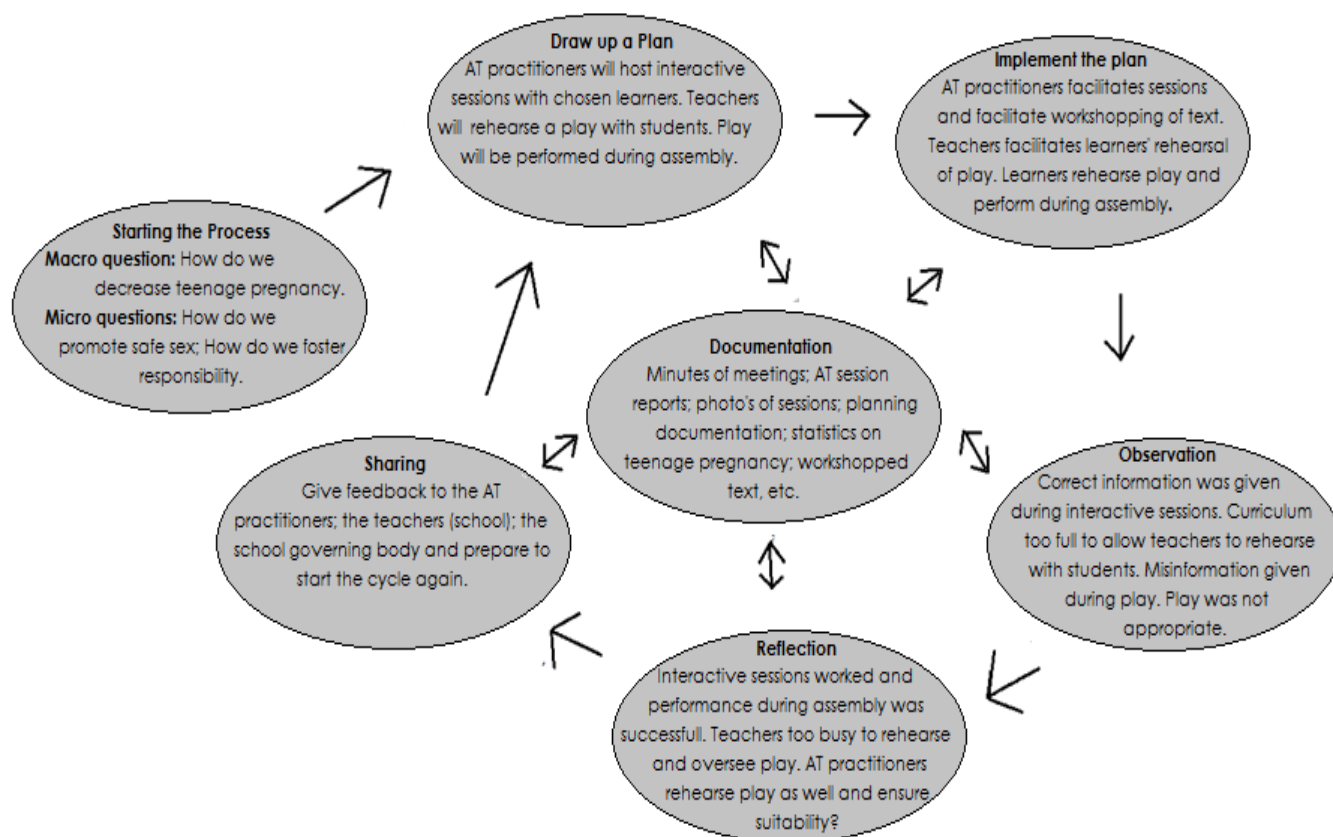 Draw up a Plan
AT practitioners will host interactive
sessions with chosen learners. Teachers
will rehearse a play with students. Play
will be performed during assembly.
Implement the plan
AT practitioners facilitates sessions
and facilitate workshopping of text.
Teachers facilitates learners' rehearsal
of play. Learners rehearse play and
perform during assembly.
Starting the Process
Macro question: How do we
decrease teenage pregnancy.
Micro questions: How do we
promote safe sex; How do we foster
responsibility.
Documentation
Minutes of meetings; AT session
reports; photo's of sessions; planning
documentation; statistics on
teenage pregnancy; workshopped
text, etc.
Sharing
Give feedback to the AT
practitioners; the teachers (school); the
school governing body and prepare to
start the cycle again.
Observation
Correct information was given
during interactive sessions. Curriculum
too full to allow teachers to rehearse
with students. Misinformation given
during play. Play was not
appropriate.
Reflection
Interactive sessions worked and
performance during assembly was
successful. Teachers too busy to rehearse
and oversee play. AT practitioners
rehearse play as well and ensure
suitability?